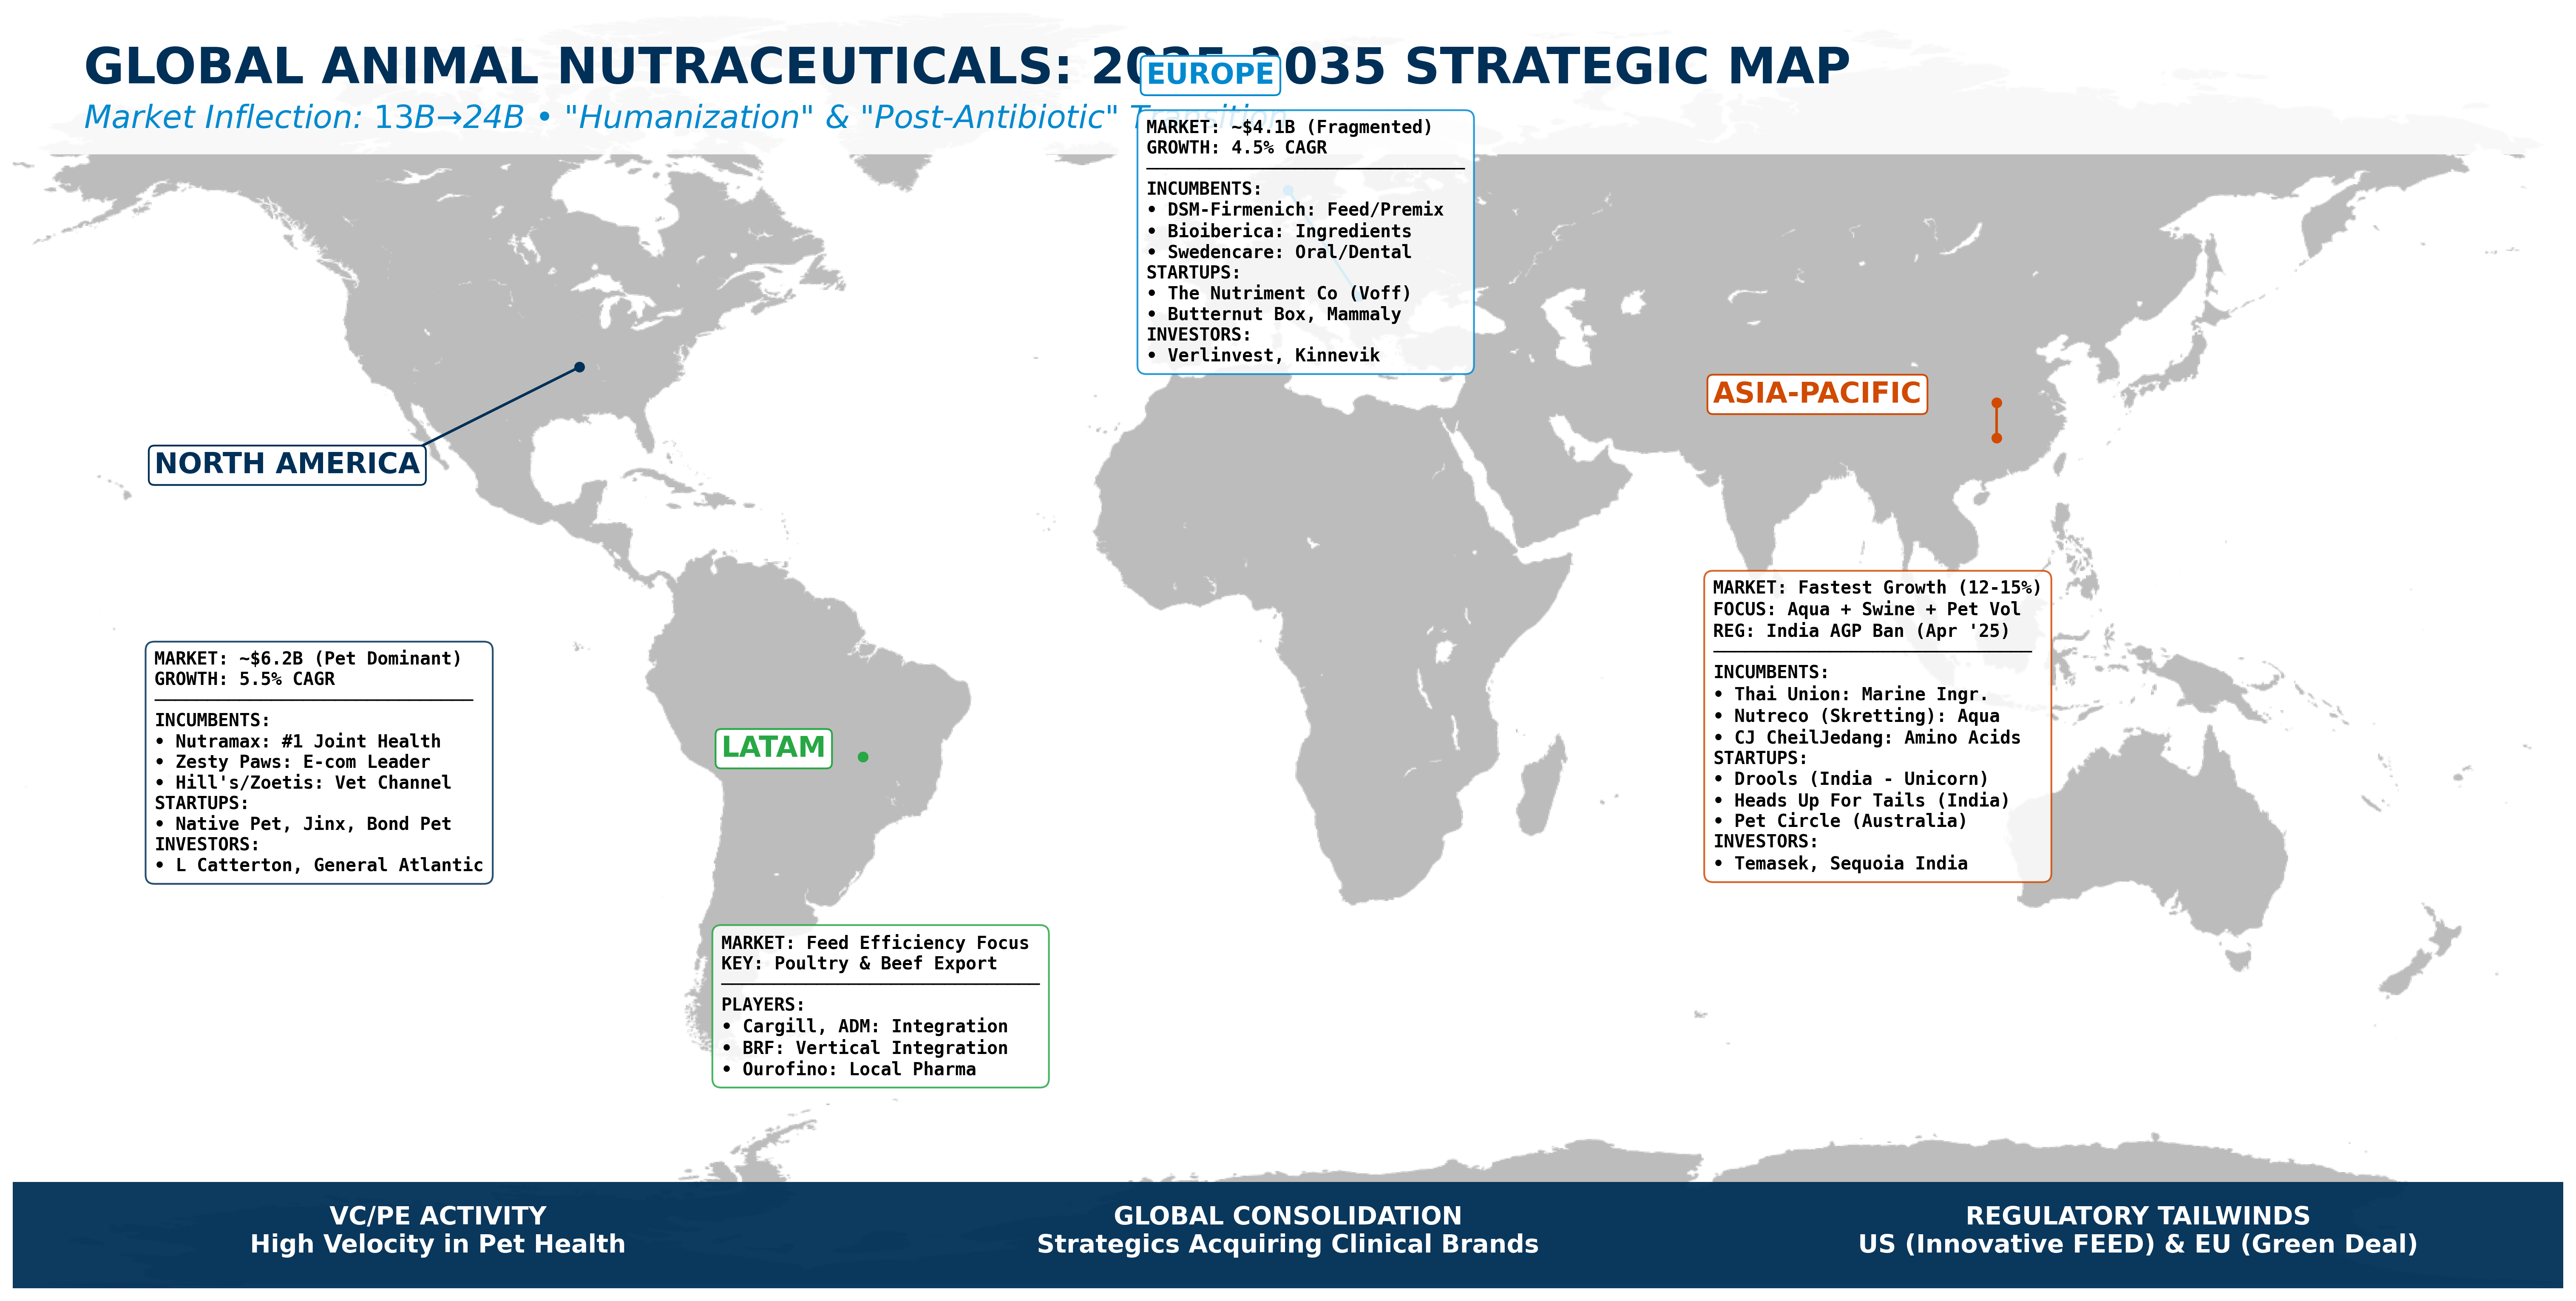 GLOBAL ANIMAL NUTRACEUTICALS: 2025-2035 STRATEGIC MAP
Market Inflection: 13B→24B • "Humanization" & "Post-Antibiotic" Transition
EUROPE
MARKET: ~$4.1B (Fragmented)
GROWTH: 4.5% CAGR
INCUMBENTS:
• DSM-Firmenich: Feed/Premix
• Bioiberica: Ingredients
• Swedencare: Oral/Dental
STARTUPS:
• The Nutriment Co (Voff)
• Butternut Box, Mammaly
INVESTORS:
• Verlinvest, Kinnevik
NORTH AMERICA
MARKET: ~$6.2B (Pet Dominant)
GROWTH: 5.5% CAGR
INCUMBENTS:
• Nutramax: #1 Joint Health
• Zesty Paws: E-com Leader
• Hill's/Zoetis: Vet Channel
STARTUPS:
• Native Pet, Jinx, Bond Pet
INVESTORS:
• L Catterton, General Atlantic
LATAM
MARKET: Feed Efficiency Focus
KEY: Poultry & Beef Export
PLAYERS:
• Cargill, ADM: Integration
• BRF: Vertical Integration
• Ourofino: Local Pharma
ASIA-PACIFIC
MARKET: Fastest Growth (12-15%)
FOCUS: Aqua + Swine + Pet Vol
REG: India AGP Ban (Apr '25)
INCUMBENTS:
• Thai Union: Marine Ingr.
• Nutreco (Skretting): Aqua
• CJ CheilJedang: Amino Acids
STARTUPS:
• Drools (India - Unicorn)
• Heads Up For Tails (India)
• Pet Circle (Australia)
INVESTORS:
• Temasek, Sequoia India
VC/PE ACTIVITY
High Velocity in Pet Health
GLOBAL CONSOLIDATION
Strategics Acquiring Clinical Brands
REGULATORY TAILWINDS
US (Innovative FEED) & EU (Green Deal)